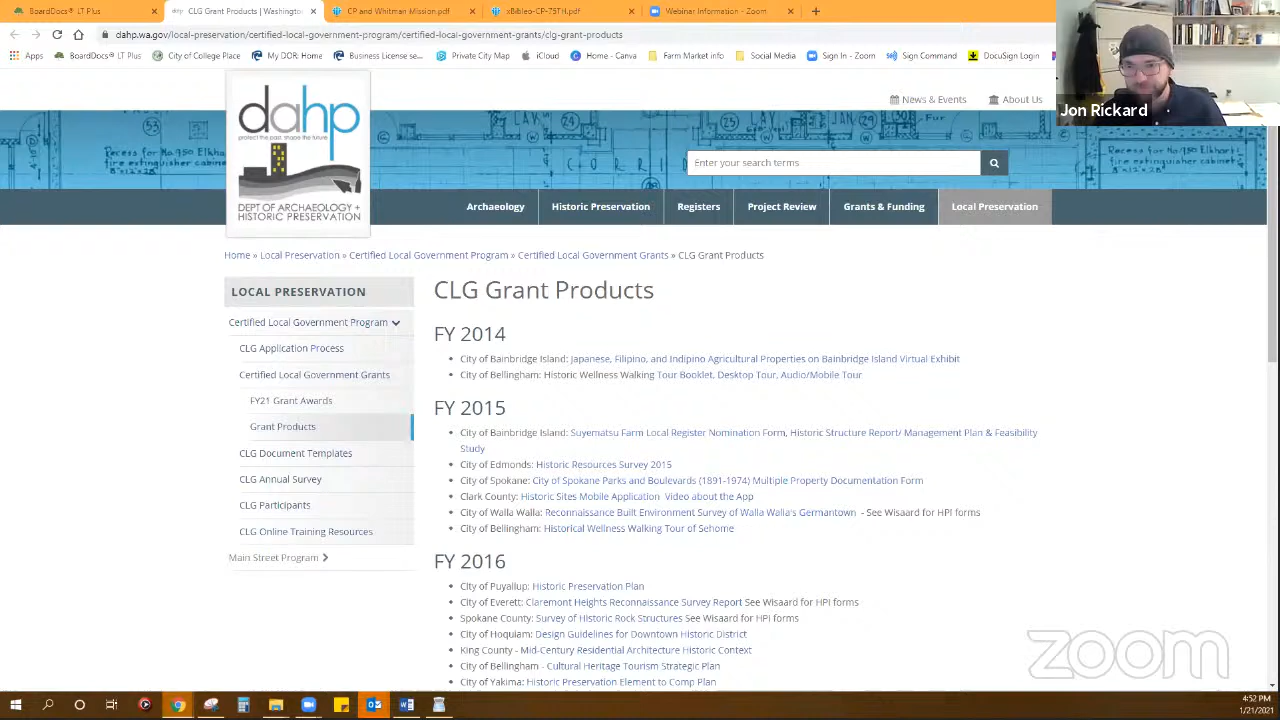 BoardDocs® LT Plus
CLG Grant Products | Washingto
CP and Whitman Mission.pdf
xBibleo-CP-75TH.pdf
Webinar Information - Zoom
dahp.wa.gov/local-preservation/certified-local-government-program/certified-local-government-grants/clg-grant-products
Apps
BoardDocs® LT Plus
City of College Place
My DOR: Home
Business License se...
Private City Map
iCloud
Home - Canva
Farm Market info
Social Media
Sign In - Zoom
Sign Command
DocuSign Login
Jon Rickard
News & Events
About Us
dahp
protect the past, shape the future
DEPT OF ARCHAEOLOGY +
HISTORIC PRESERVATION
Enter your search terms
Archaeology
Historic Preservation
Registers
Project Review
Grants & Funding
Local Preservation
Home » Local Preservation » Certified Local Government Program » Certified Local Government Grants » CLG Grant Products
LOCAL PRESERVATION
Certified Local Government Program
CLG Application Process
Certified Local Government Grants
FY21 Grant Awards
Grant Products
CLG Document Templates
CLG Annual Survey
CLG Participants
CLG Online Training Resources
Main Street Program
CLG Grant Products
FY 2014
City of Bainbridge Island: Japanese, Filipino, and Indipino Agricultural Properties on Bainbridge Island Virtual Exhibit
City of Bellingham: Historic Wellness Walking Tour Booklet, Desktop Tour, Audio/Mobile Tour
FY 2015
City of Bainbridge Island: Suyematsu Farm Local Register Nomination Form, Historic Structure Report/ Management Plan & Feasibility
Study
City of Edmonds: Historic Resources Survey 2015
City of Spokane: City of Spokane Parks and Boulevards (1891-1974) Multiple Property Documentation Form
Clark County: Historic Sites Mobile Application Video about the App
City of Walla Walla: Reconnaissance Built Environment Survey of Walla Walla's Germantown - See Wisaard for HPI forms
City of Bellingham: Historical Wellness Walking Tour of Sehome
FY 2016
City of Puyallup: Historic Preservation Plan
City of Everett: Claremont Heights Reconnaissance Survey Report See Wisaard for HPI forms
Spokane County: Survey of Historic Rock Structures See Wisaard for HPI forms
City of Hoquiam: Design Guidelines for Downtown Historic District
King County - Mid-Century Residential Architecture Historic Context
City of Bellingham - Cultural Heritage Tourism Strategic Plan
City of Yakima: Historic Preservation Element to Comp Plan
zoom
4:52 PM
1/21/2021